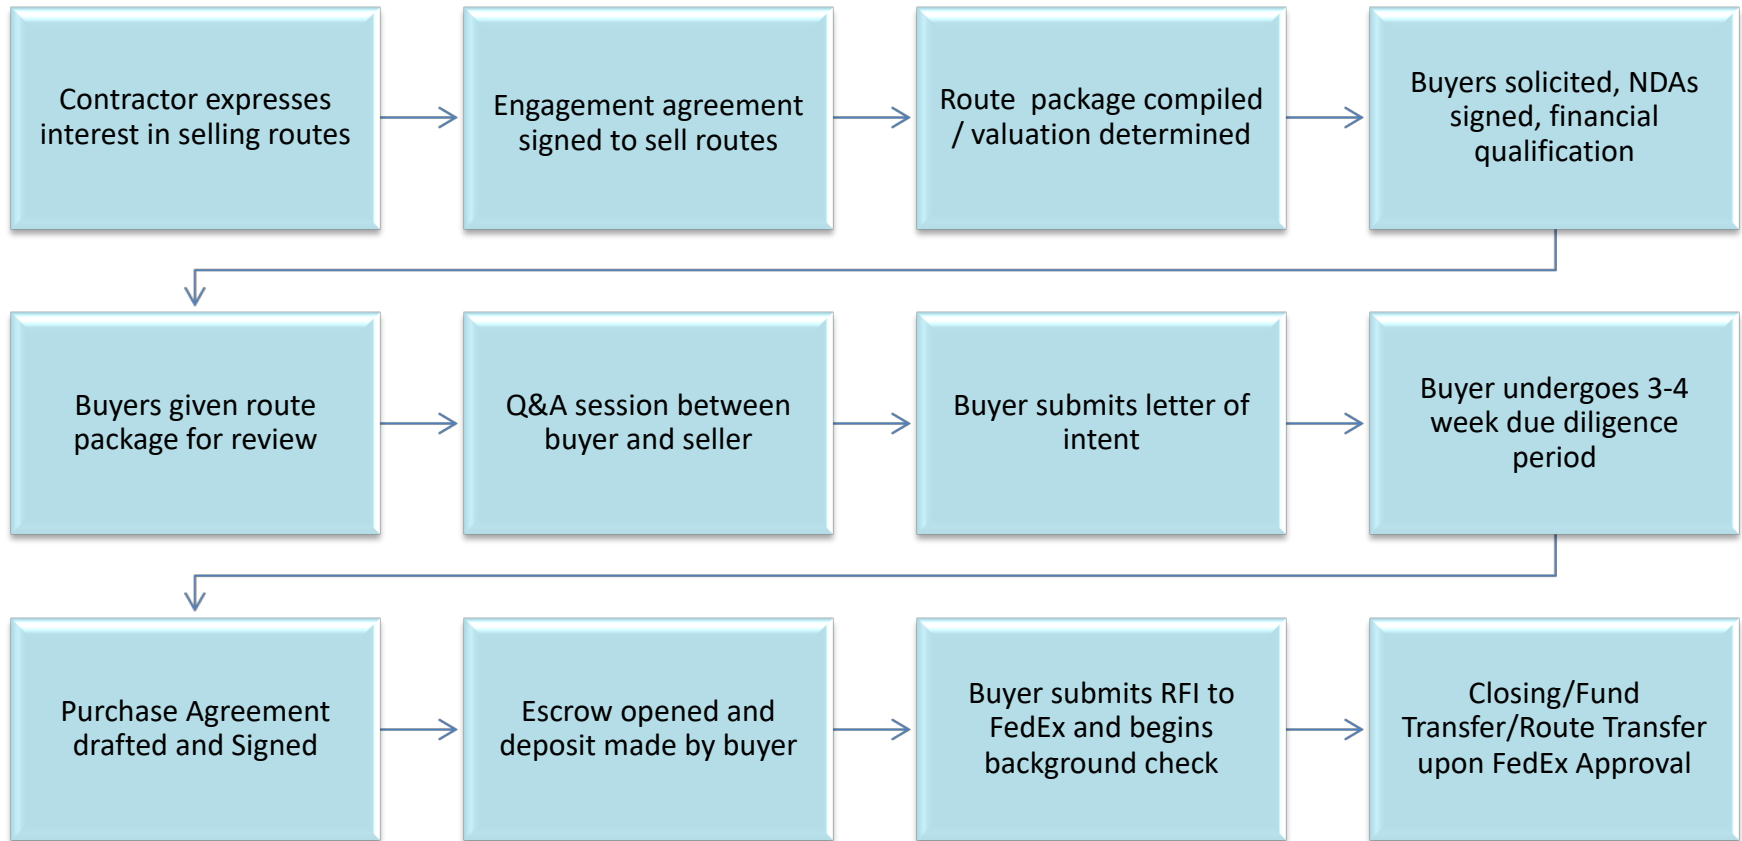 Contractor expresses
interest in selling routes
Engagement agreement
signed to sell routes
Route package compiled
/ valuation determined
Buyers solicited, NDAs
signed, financial
qualification
Buyers given route
package for review
Q&A session between
buyer and seller
Buyer submits letter of
intent
Buyer undergoes 3-4
week due diligence
period
Purchase Agreement
drafted and Signed
Escrow opened and
deposit made by buyer
Buyer submits RFI to
FedEx and begins
background check
Closing/Fund
Transfer/Route Transfer
upon FedEx Approval